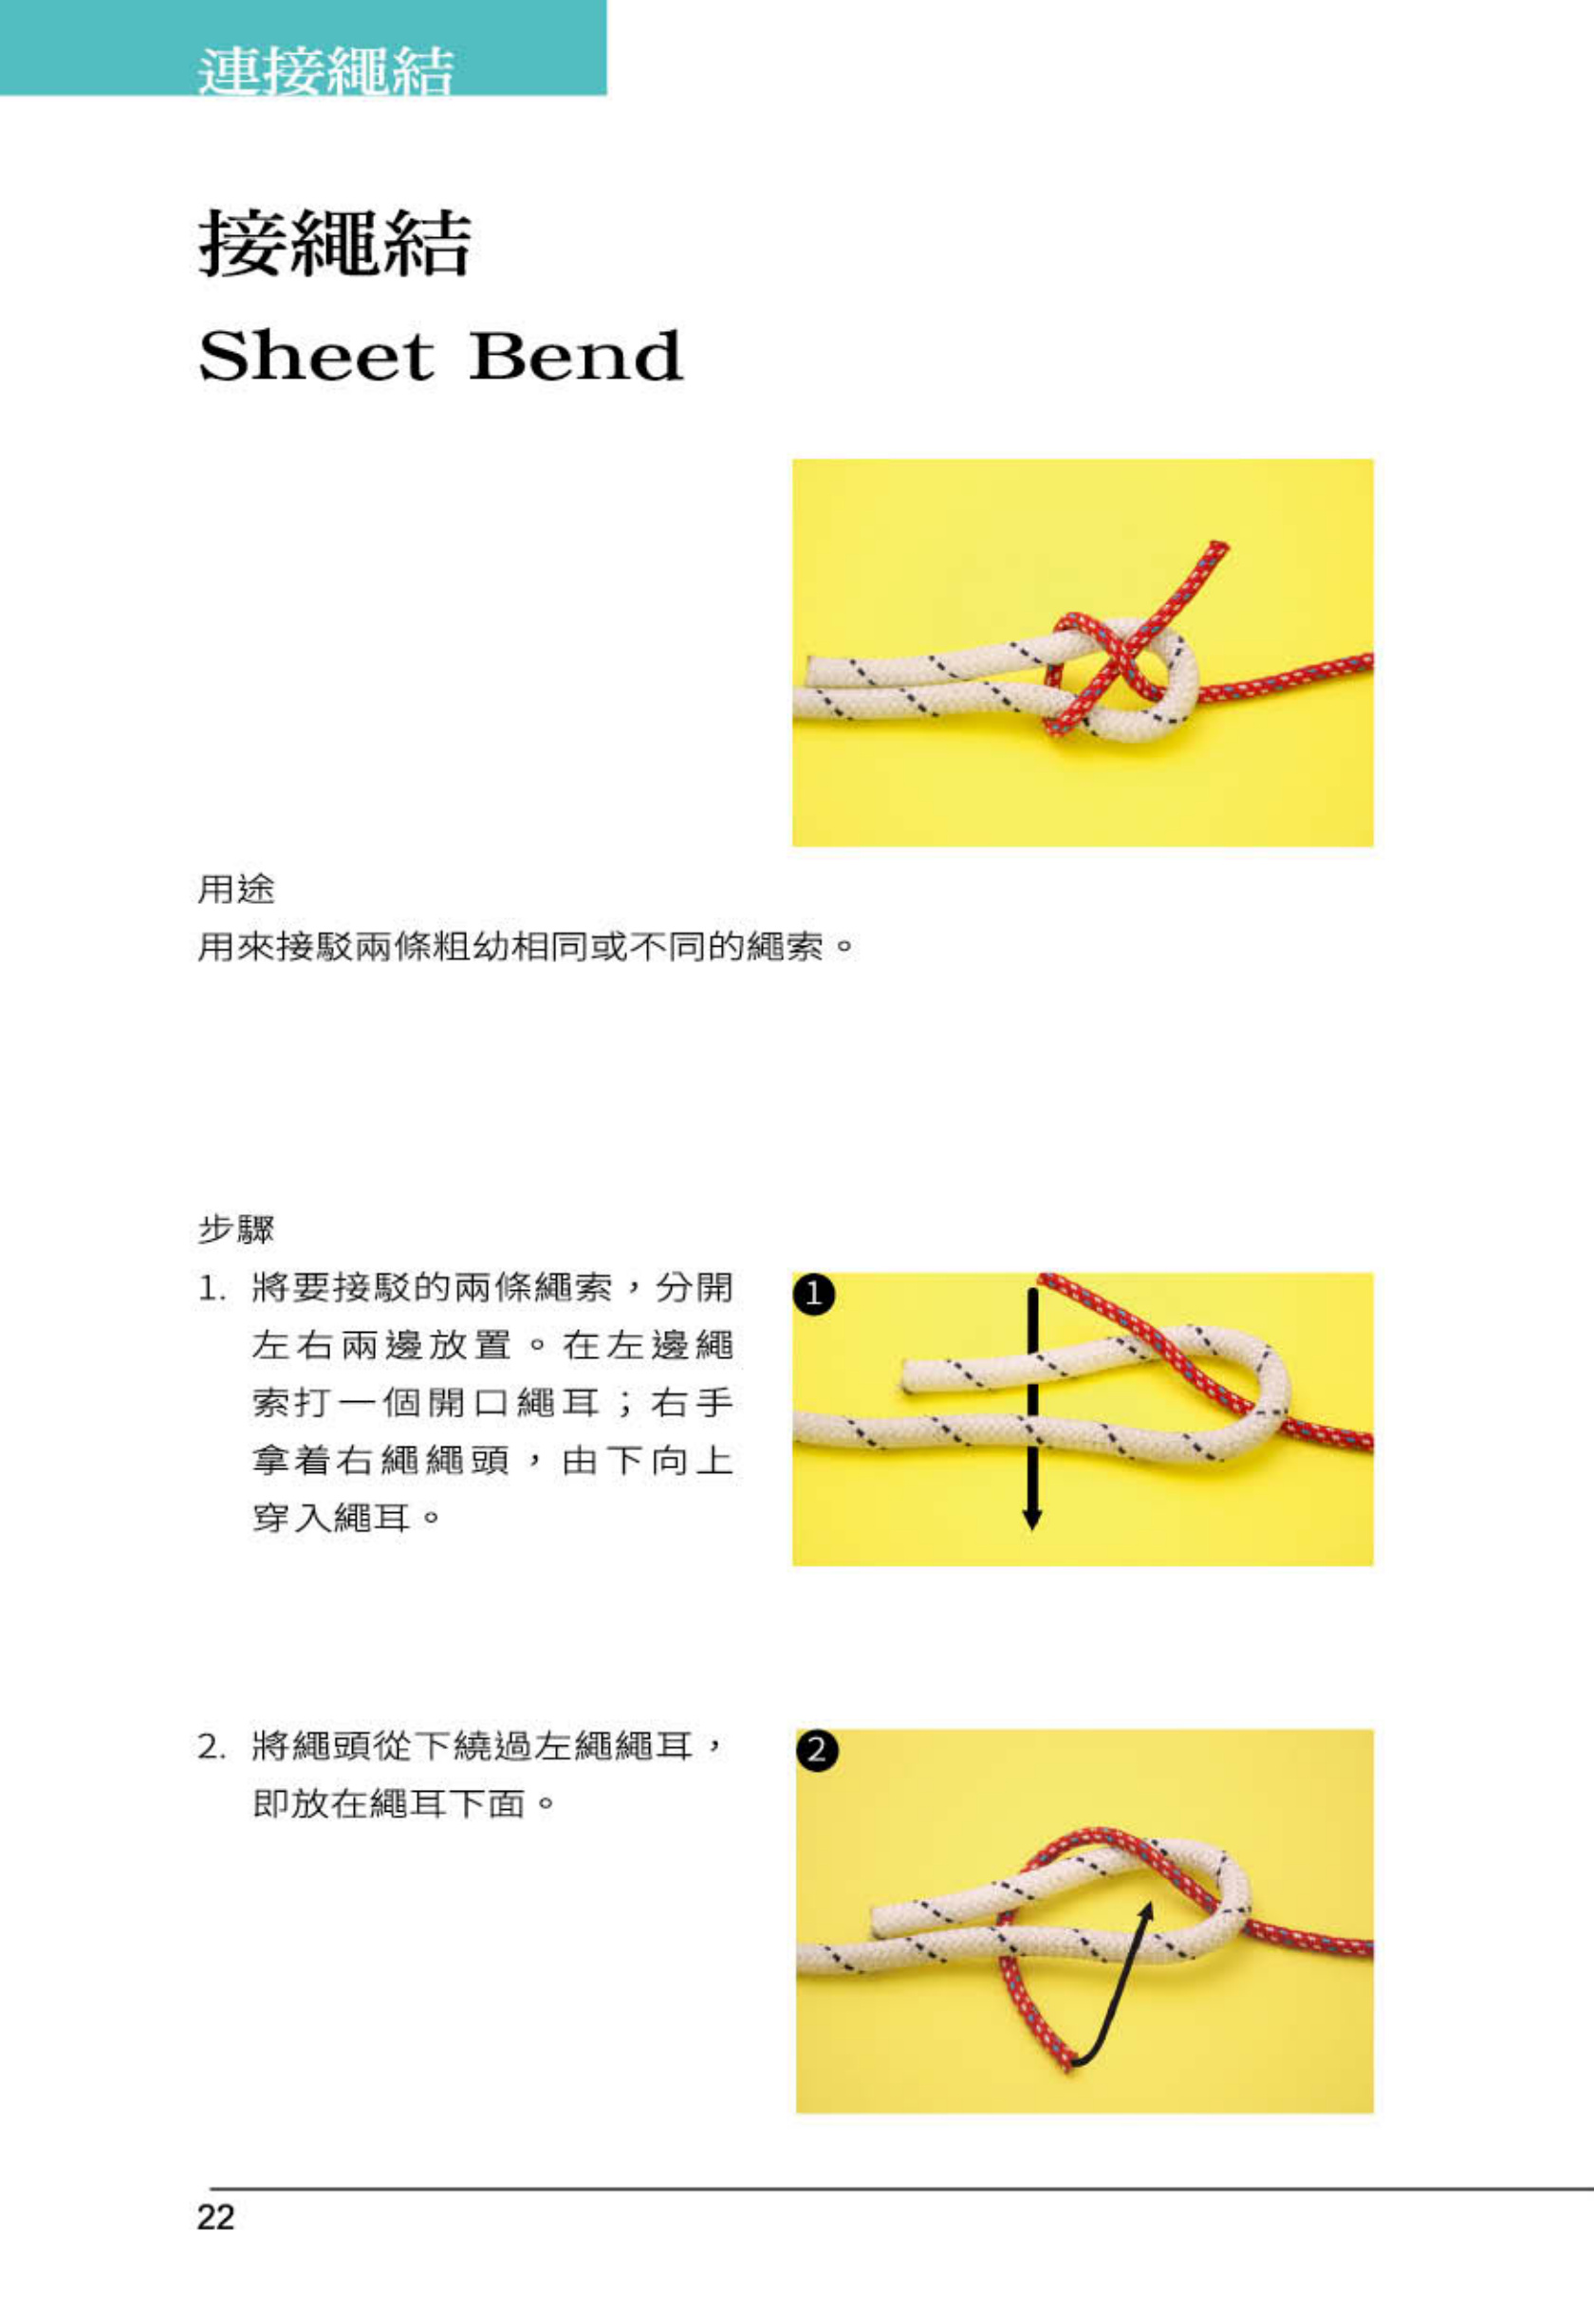 連接繩結
接繩結
Sheet Bend
用途
用來接駁兩條粗幼相同或不同的繩索。
步驟
1. 將要接駁的兩條繩索，分開
左右兩邊放置。在左邊繩
索打一個開口繩耳；右手
拿着右繩繩頭，由下向上
穿入繩耳。
1
2. 將繩頭從下繞過左繩繩耳，
即放在繩耳下面。
2
22